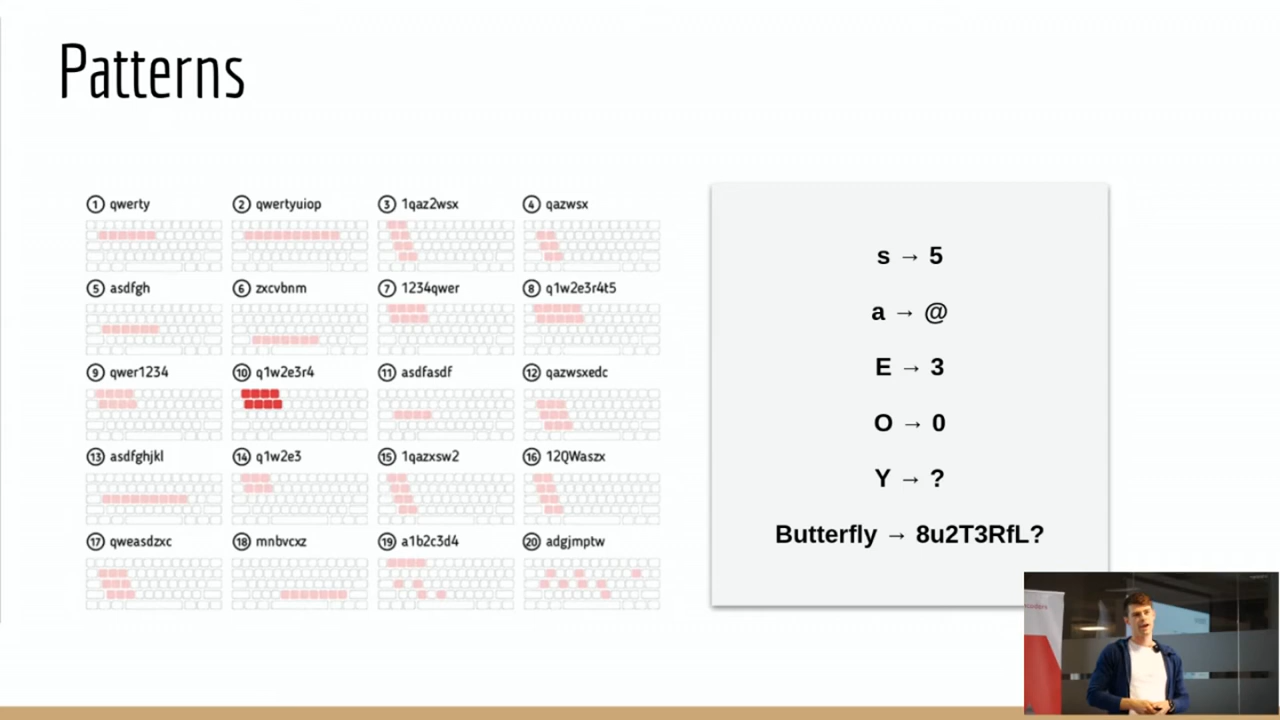 Patterns
1 qwerty
2 qwertyuiop
3 1qaz2wsx
4 qazwsx
5 asdfgh
6 zxcvbnm
7 1234qwer
8 q1w2e3r4t5
9 qwer1234
10 q1w2e3r4
11 asdfasdf
12 qazwsxedc
13 asdfghjkl
14 q1w2e3
15 1qazxsw2
16 12QWaszx
17 qweasdzxc
18 mnbvcxz
19 a1b2c3d4
20 adgjmptw
s → 5
a → @
E → 3
O → 0
Y → ?
Butterfly → 8u2T3RfL?